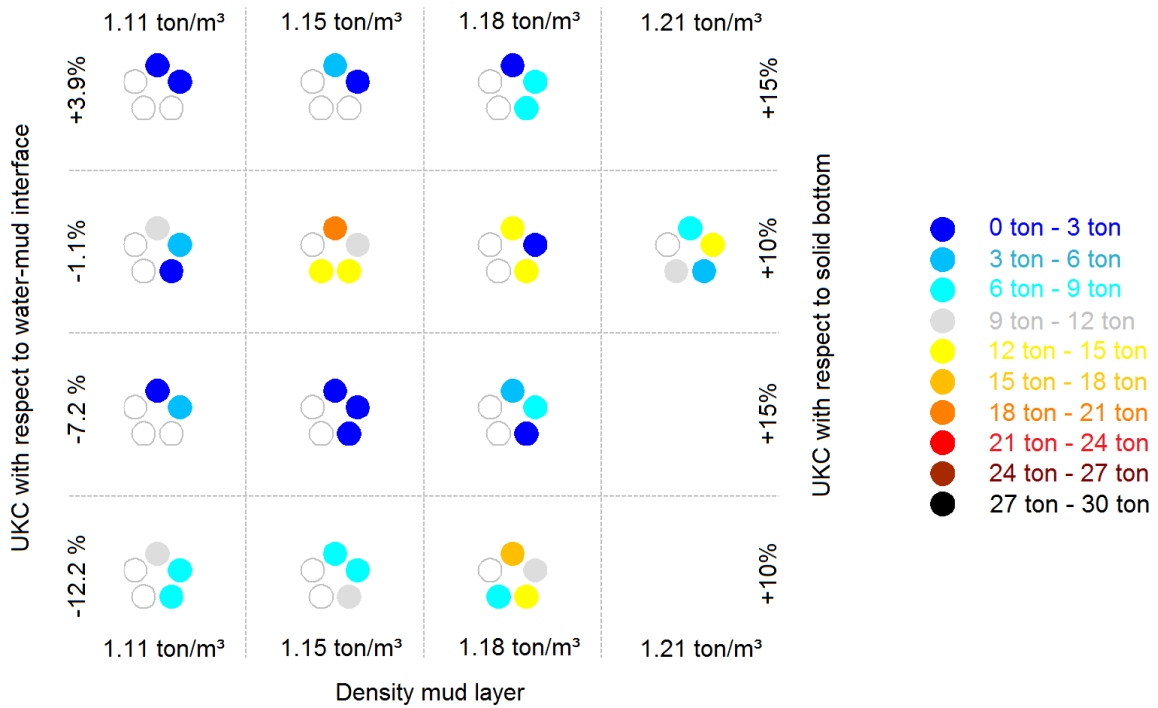 1.11 ton/m³ 1.15 ton/m³ 1.18 ton/m³ 1.21 ton/m³
UKC with respect to water-mud interface
+3.9%
-1.1%
-7.2 %
-12.2 %
+15%
+10%
+15%
+10%
UKC with respect to solid bottom
0 ton - 3 ton
3 ton - 6 ton
6 ton - 9 ton
9 ton - 12 ton
12 ton - 15 ton
15 ton - 18 ton
18 ton - 21 ton
21 ton - 24 ton
24 ton - 27 ton
27 ton - 30 ton
1.11 ton/m³ 1.15 ton/m³ 1.18 ton/m³ 1.21 ton/m³
Density mud layer